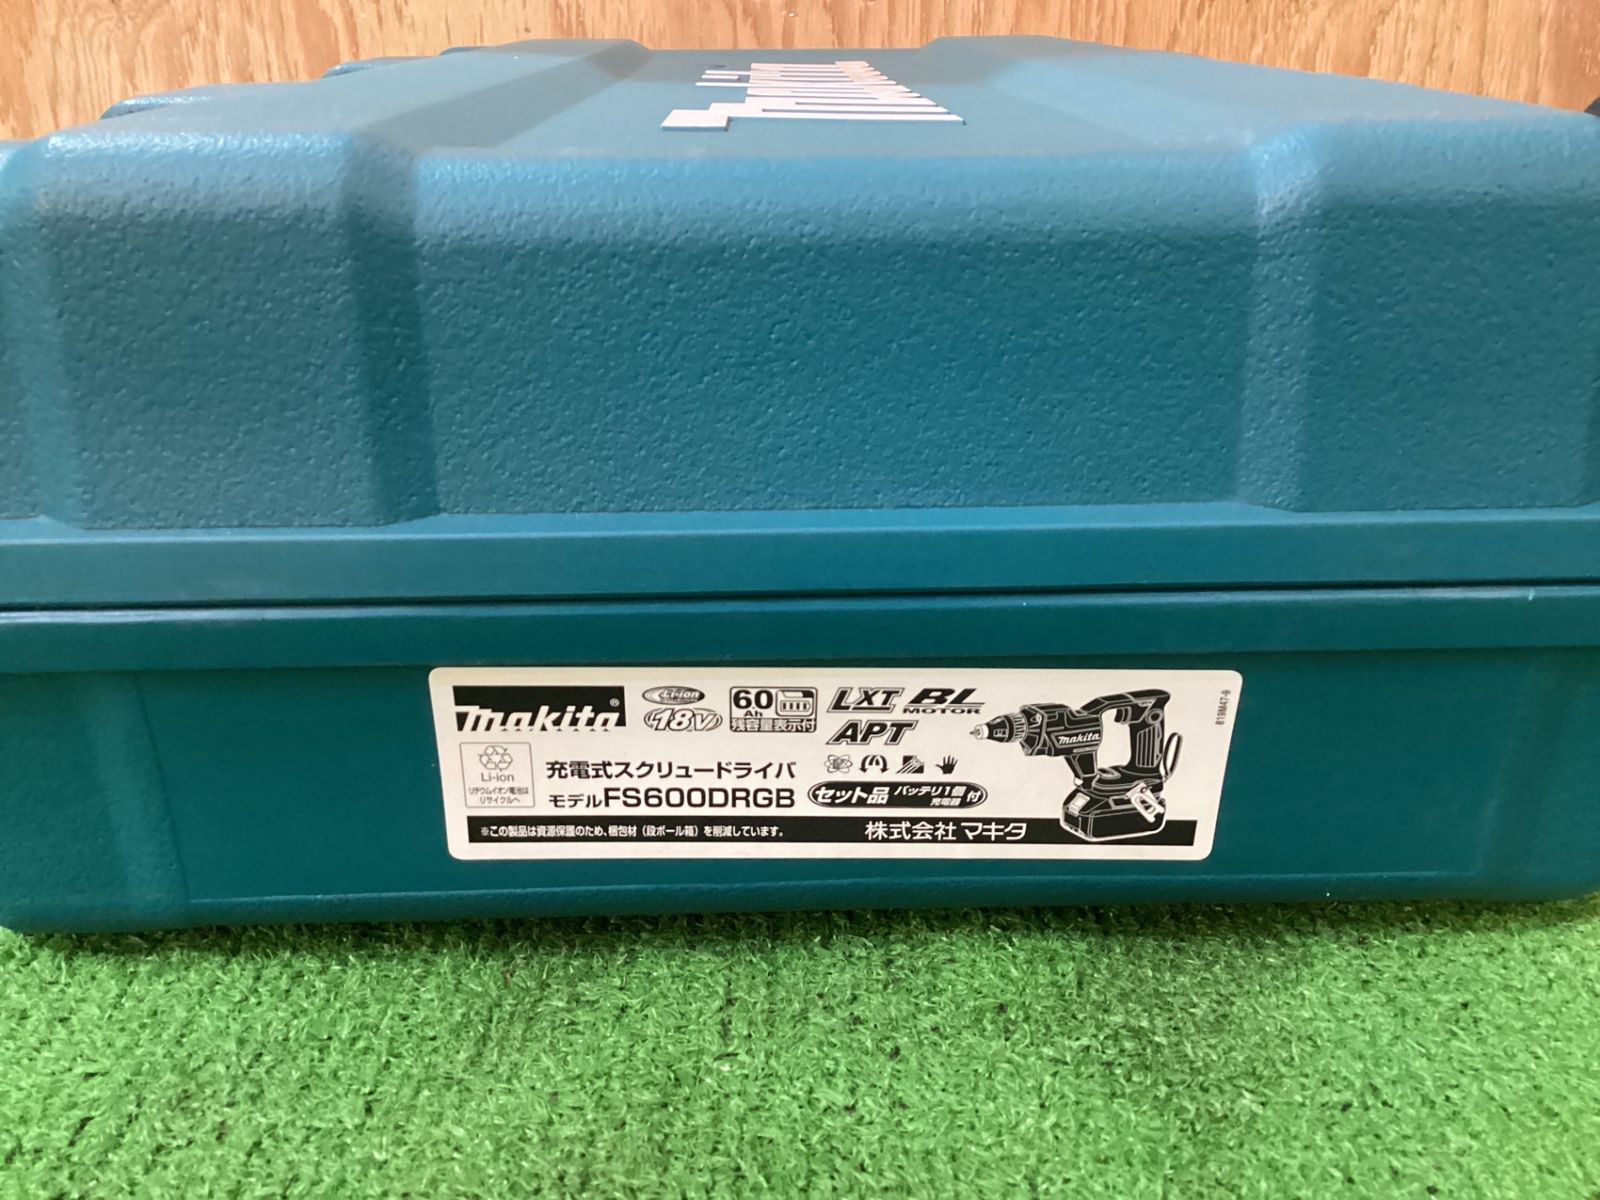 makita
makita®
Li-ion
18V
6.0
Ah
残容量表示付
LXT BL
MOTOR
APT
makita
819M47-9
Li-ion
リチウムイオン電池は
リサイクルへ
充電式スクリュードライバ
モデルFS600DRGB
セット品 バッテリ1個 充電器 付
※この製品は資源保護のため、梱包材（段ボール箱）を削減しています。
株式会社 マキタ